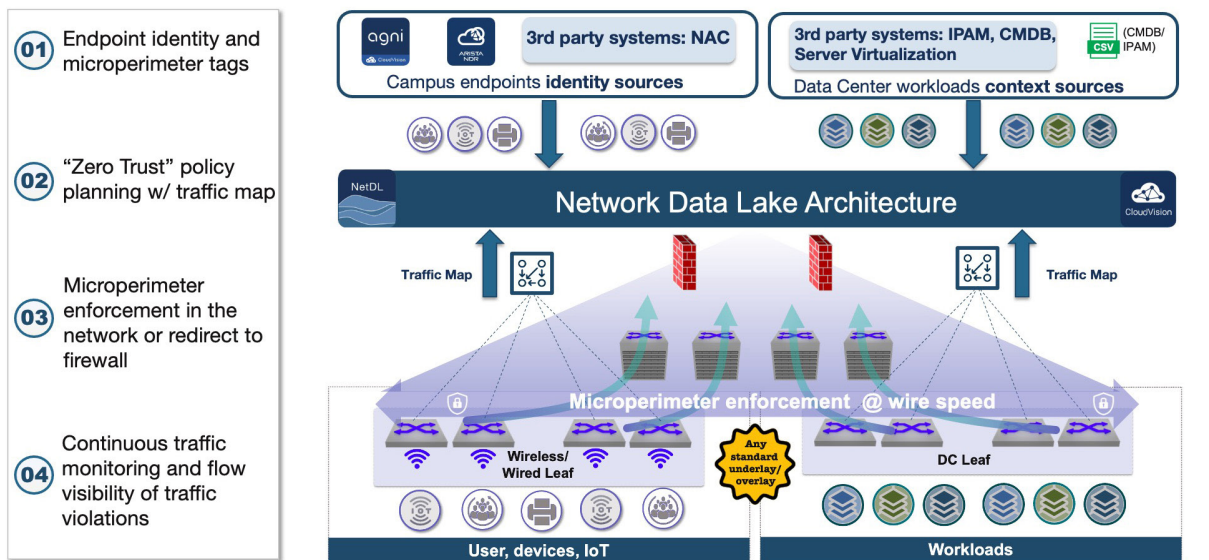 01
Endpoint identity and
microperimeter tags
02
“Zero Trust” policy
planning w/ traffic map
03
Microperimeter
enforcement in the
network or redirect to
firewall
04
Continuous traffic
monitoring and flow
visibility of traffic
violations
agni
CloudVision
ARISTA
NDR
3rd party systems: NAC
Campus endpoints identity sources
3rd party systems: IPAM, CMDB,
Server Virtualization
CSV
(CMDB/
IPAM)
Data Center workloads context sources
NetDL
Network Data Lake Architecture
CloudVision
Traffic Map
Traffic Map
Microperimeter enforcement @ wire speed
Wireless/
Wired Leaf
Any
standard
underlay/
overlay
DC Leaf
User, devices, IoT
Workloads